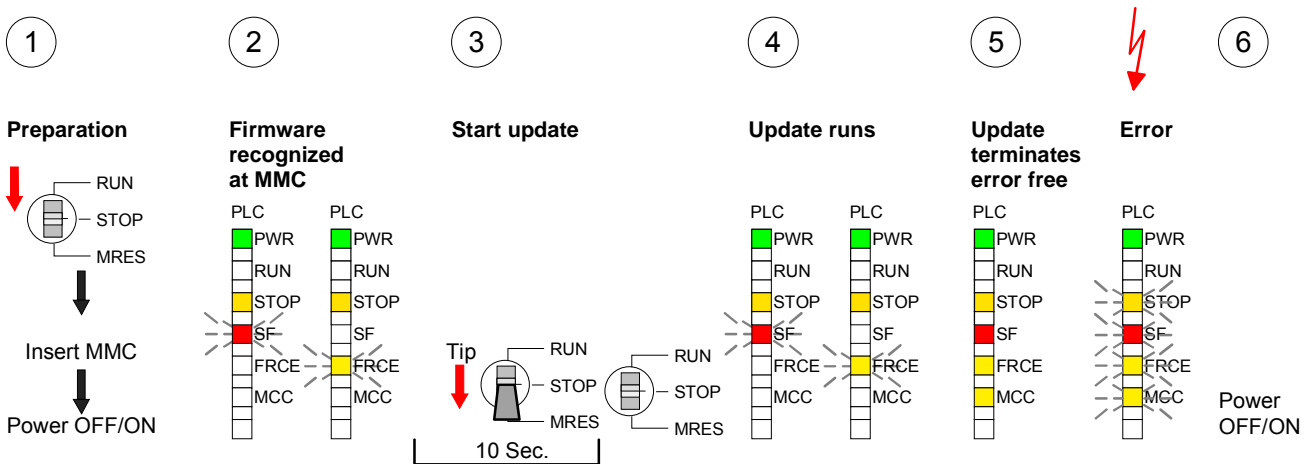 1
2
3
4
5
6
Preparation
RUN
STOP
MRES
Insert MMC
Power OFF/ON
Firmware
recognized
at MMC
PLC
PWR
RUN
STOP
SF
FRCE
MCC
PLC
PWR
RUN
STOP
SF
FRCE
MCC
Start update
Tip
RUN
STOP
MRES
10 Sec.
RUN
STOP
MRES
Update runs
PLC
PWR
RUN
STOP
SF
FRCE
MCC
PLC
PWR
RUN
STOP
SF
FRCE
MCC
Update
terminates
error free
PLC
PWR
RUN
STOP
SF
FRCE
MCC
Error
PLC
PWR
RUN
STOP
SF
FRCE
MCC
Power
OFF/ON